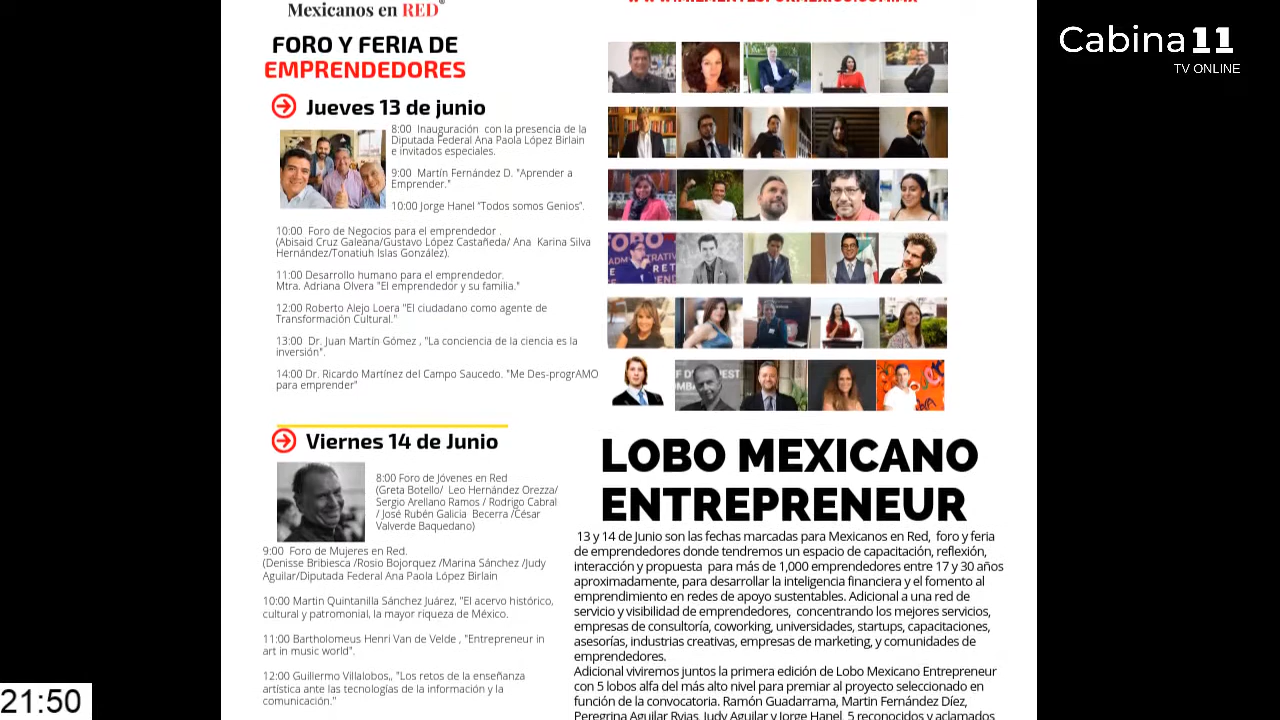 Mexicanos en RED®
FORO Y FERIA DE
EMPRENDEDORES
Jueves 13 de junio
8:00 Inauguración con la presencia de la
Diputada Federal Ana Paola López Birlain
e invitados especiales.
9:00 Martín Fernández D. "Aprender a
Emprender."
10:00 Jorge Hanel “Todos somos Genios”.
10:00 Foro de Negocios para el emprendedor .
(Abisaid Cruz Galeana/Gustavo López Castañeda/ Ana Karina Silva
Hernández/Tonatiuh Islas González).
11:00 Desarrollo humano para el emprendedor.
Mtra. Adriana Olvera "El emprendedor y su familia."
12:00 Roberto Alejo Loera "El ciudadano como agente de
Transformación Cultural."
13:00 Dr. Juan Martín Gómez , "La conciencia de la ciencia es la
inversión".
14:00 Dr. Ricardo Martínez del Campo Saucedo. "Me Des-progrAMO
para emprender"
Viernes 14 de Junio
8:00 Foro de Jóvenes en Red
(Greta Botello/ Leo Hernández Orezza/
Sergio Arellano Ramos / Rodrigo Cabral
/ José Rubén Galicia Becerra /César
Valverde Baquedano)
9:00 Foro de Mujeres en Red.
(Denisse Bribiesca /Rosio Bojorquez /Marina Sánchez /Judy
Aguilar/Diputada Federal Ana Paola López Birlain
10:00 Martin Quintanilla Sánchez Juárez, "El acervo histórico,
cultural y patromonial, la mayor riqueza de México.
11:00 Bartholomeus Henri Van de Velde , "Entrepreneur in
art in music world".
12:00 Guillermo Villalobos,, "Los retos de la enseñanza
artística ante las tecnologías de la información y la
comunicación."
LOBO MEXICANO
ENTREPRENEUR
13 y 14 de Junio son las fechas marcadas para Mexicanos en Red, foro y feria
de emprendedores donde tendremos un espacio de capacitación, reflexión,
interacción y propuesta para más de 1,000 emprendedores entre 17 y 30 años
aproximadamente, para desarrollar la inteligencia financiera y el fomento al
emprendimiento en redes de apoyo sustentables. Adicional a una red de
servicio y visibilidad de emprendedores, concentrando los mejores servicios,
empresas de consultoría, coworking, universidades, startups, capacitaciones,
asesorías, industrias creativas, empresas de marketing, y comunidades de
emprendedores.
Adicional viviremos juntos la primera edición de Lobo Mexicano Entrepreneur
con 5 lobos alfa del más alto nivel para premiar al proyecto seleccionado en
función de la convocatoria. Ramón Guadarrama, Martin Fernández Díez,
Peregrina Aguilar Judy Aguilar y Jorge Hanel. 5 reconocidos y aclamados
Cabina 11
TV ONLINE
21:50